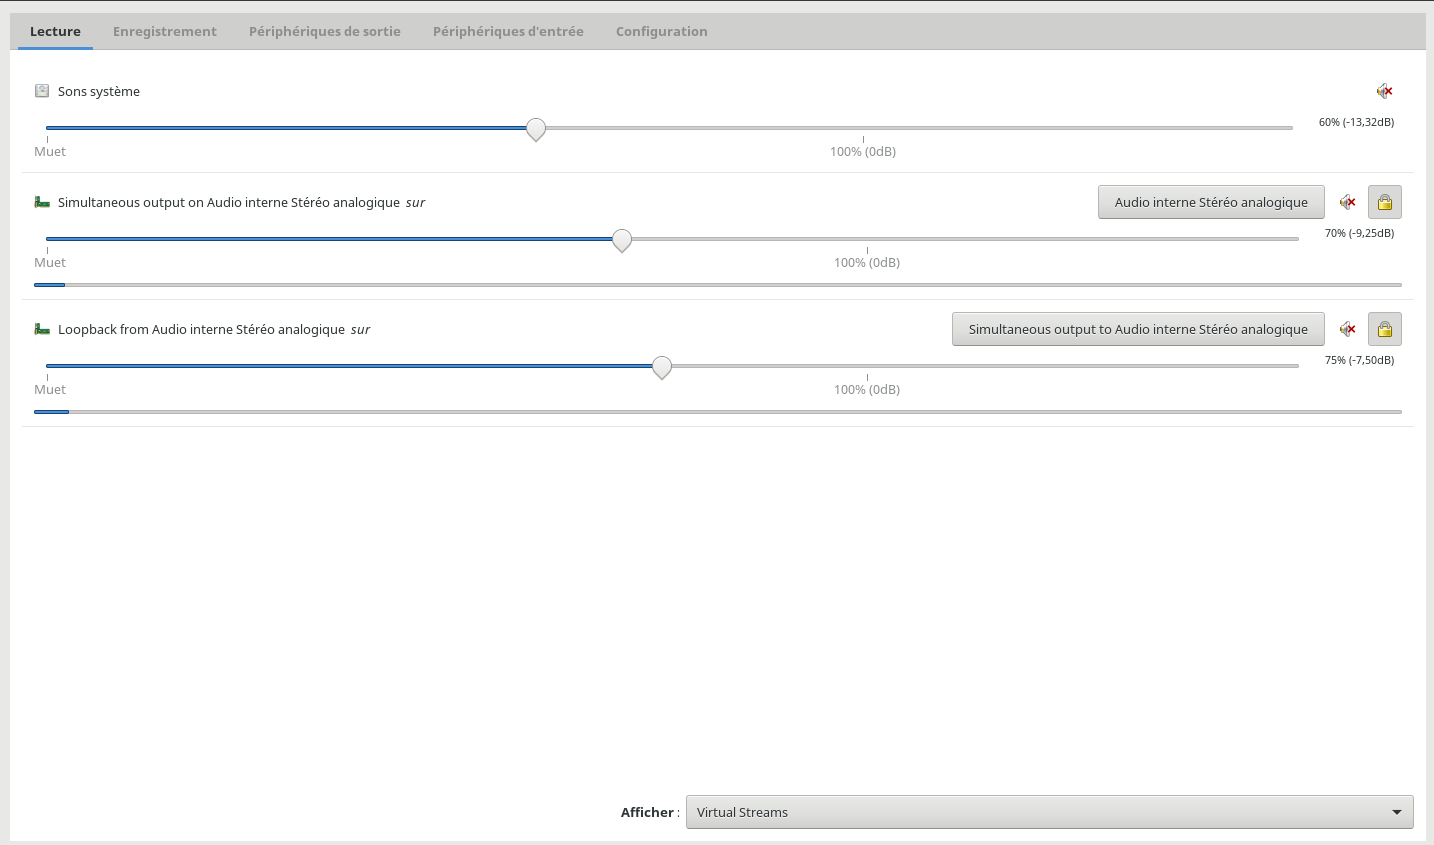 Lecture Enregistrement Périphériques de sortie Périphériques d'entrée Configuration
Sons système
60% (-13,32dB)
Muet 100% (0dB)
Simultaneous output on Audio interne Stéréo analogique sur Audio interne Stéréo analogique
70% (-9,25dB)
Muet 100% (0dB)
Loopback from Audio interne Stéréo analogique sur Simultaneous output to Audio interne Stéréo analogique
75% (-7,50dB)
Muet 100% (0dB)
Afficher : Virtual Streams